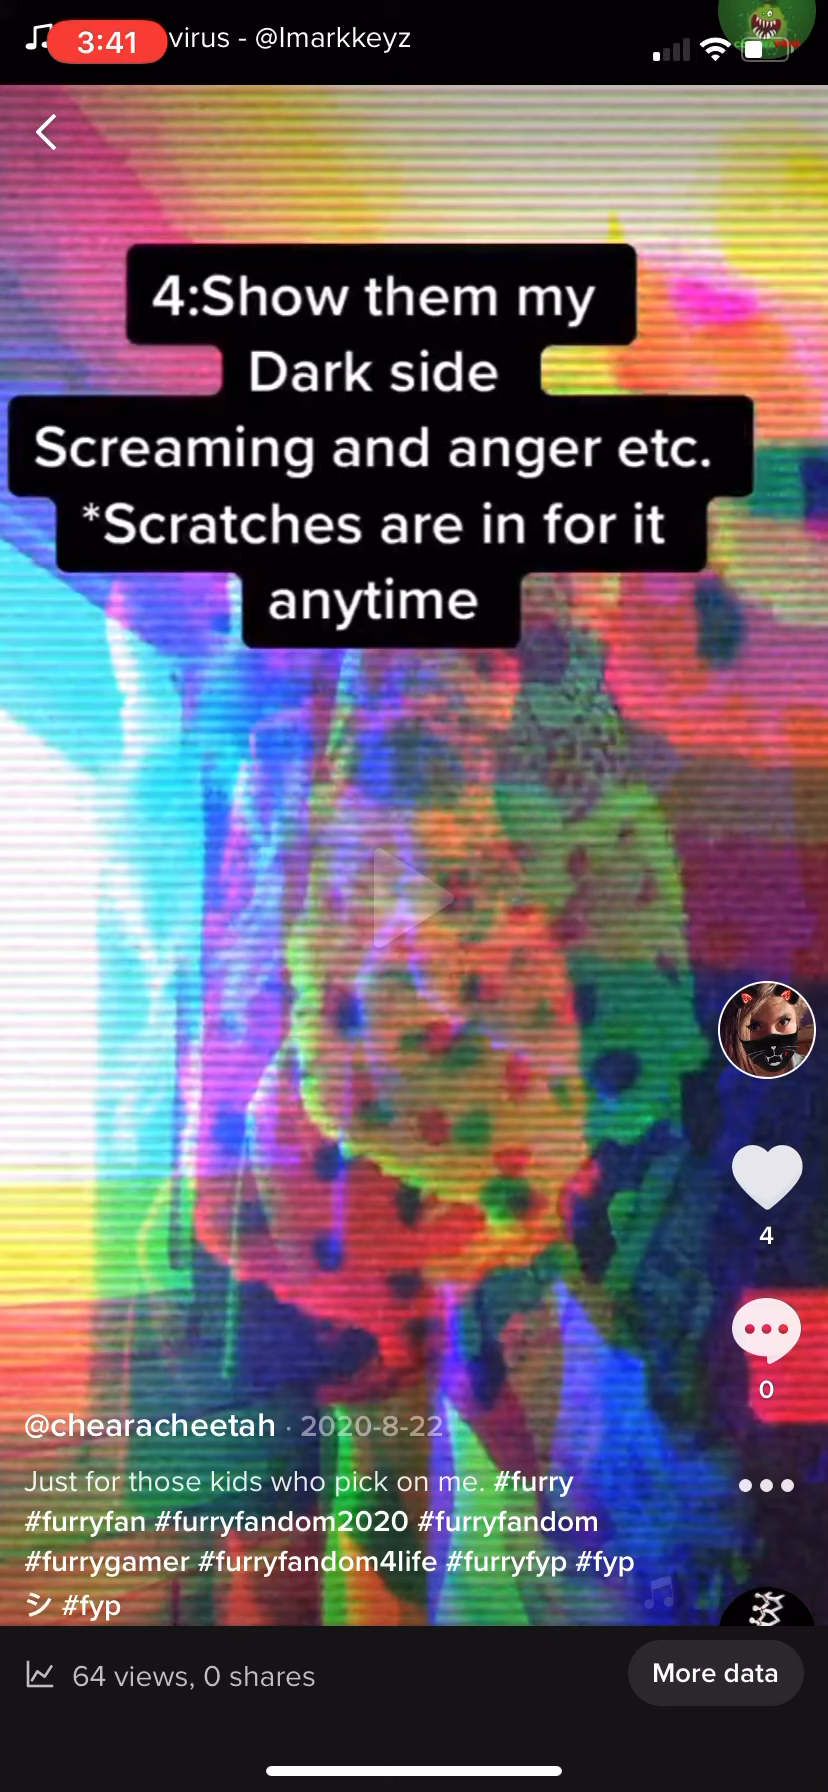 3:41
virus - @Imarkkeyz
4:Show them my
Dark side
Screaming and anger etc.
*Scratches are in for it
anytime
4
0
@chearacheetah · 2020-8-22
Just for those kids who pick on me. #furry
#furryfan #furryfandom2020 #furryfandom
#furrygamer #furryfandom4life #furryfyp #fyp
シ #fyp
64 views, 0 shares
More data